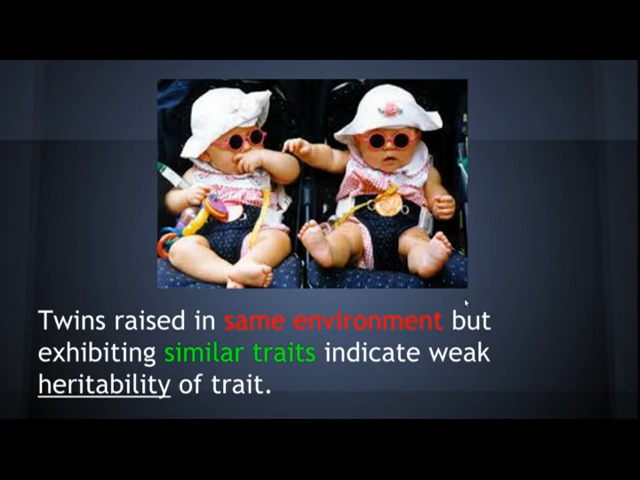 Twins raised in same environment but
exhibiting similar traits indicate weak
heritability of trait.